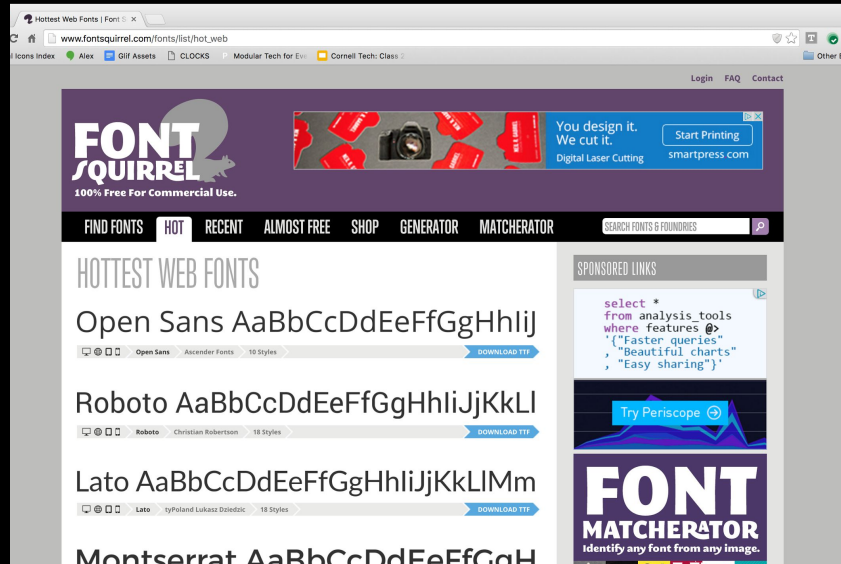 Hottest Web Fonts | Font S
www.fontsquirrel.com/fonts/list/hot_web
l Icons Index Alex Glif Assets CLOCKS Modular Tech for Eve Cornell Tech: Class 2 Other B
Login FAQ Contact
FONT
SQUIRREL
100% Free For Commercial Use.
You design it.
We cut it.
Digital Laser Cutting
Start Printing
smartpress com
FIND FONTS HOT RECENT ALMOST FREE SHOP GENERATOR MATCHERATOR SEARCH FONTS & FOUNDRIES
HOTTEST WEB FONTS
Open Sans AaBbCcDdEeFfGgHhIiJ
Open Sans Ascender Fonts 10 Styles DOWNLOAD TTF
Roboto AaBbCcDdEeFfGgHhIiJjKkLl
Roboto Christian Robertson 18 Styles DOWNLOAD TTF
Lato AaBbCcDdEeFfGgHhIiJjKkLlMm
Lato tyPoland Lukasz Dziedzic 18 Styles DOWNLOAD TTF
Montserrat AaBbCcDdEeFfGgH
SPONSORED LINKS
select *
from analysis_tools
where features @>
'{"Faster queries"
, "Beautiful charts"
, "Easy sharing"}'
Try Periscope
FONT
MATCHERATOR
Identify any font from any image.